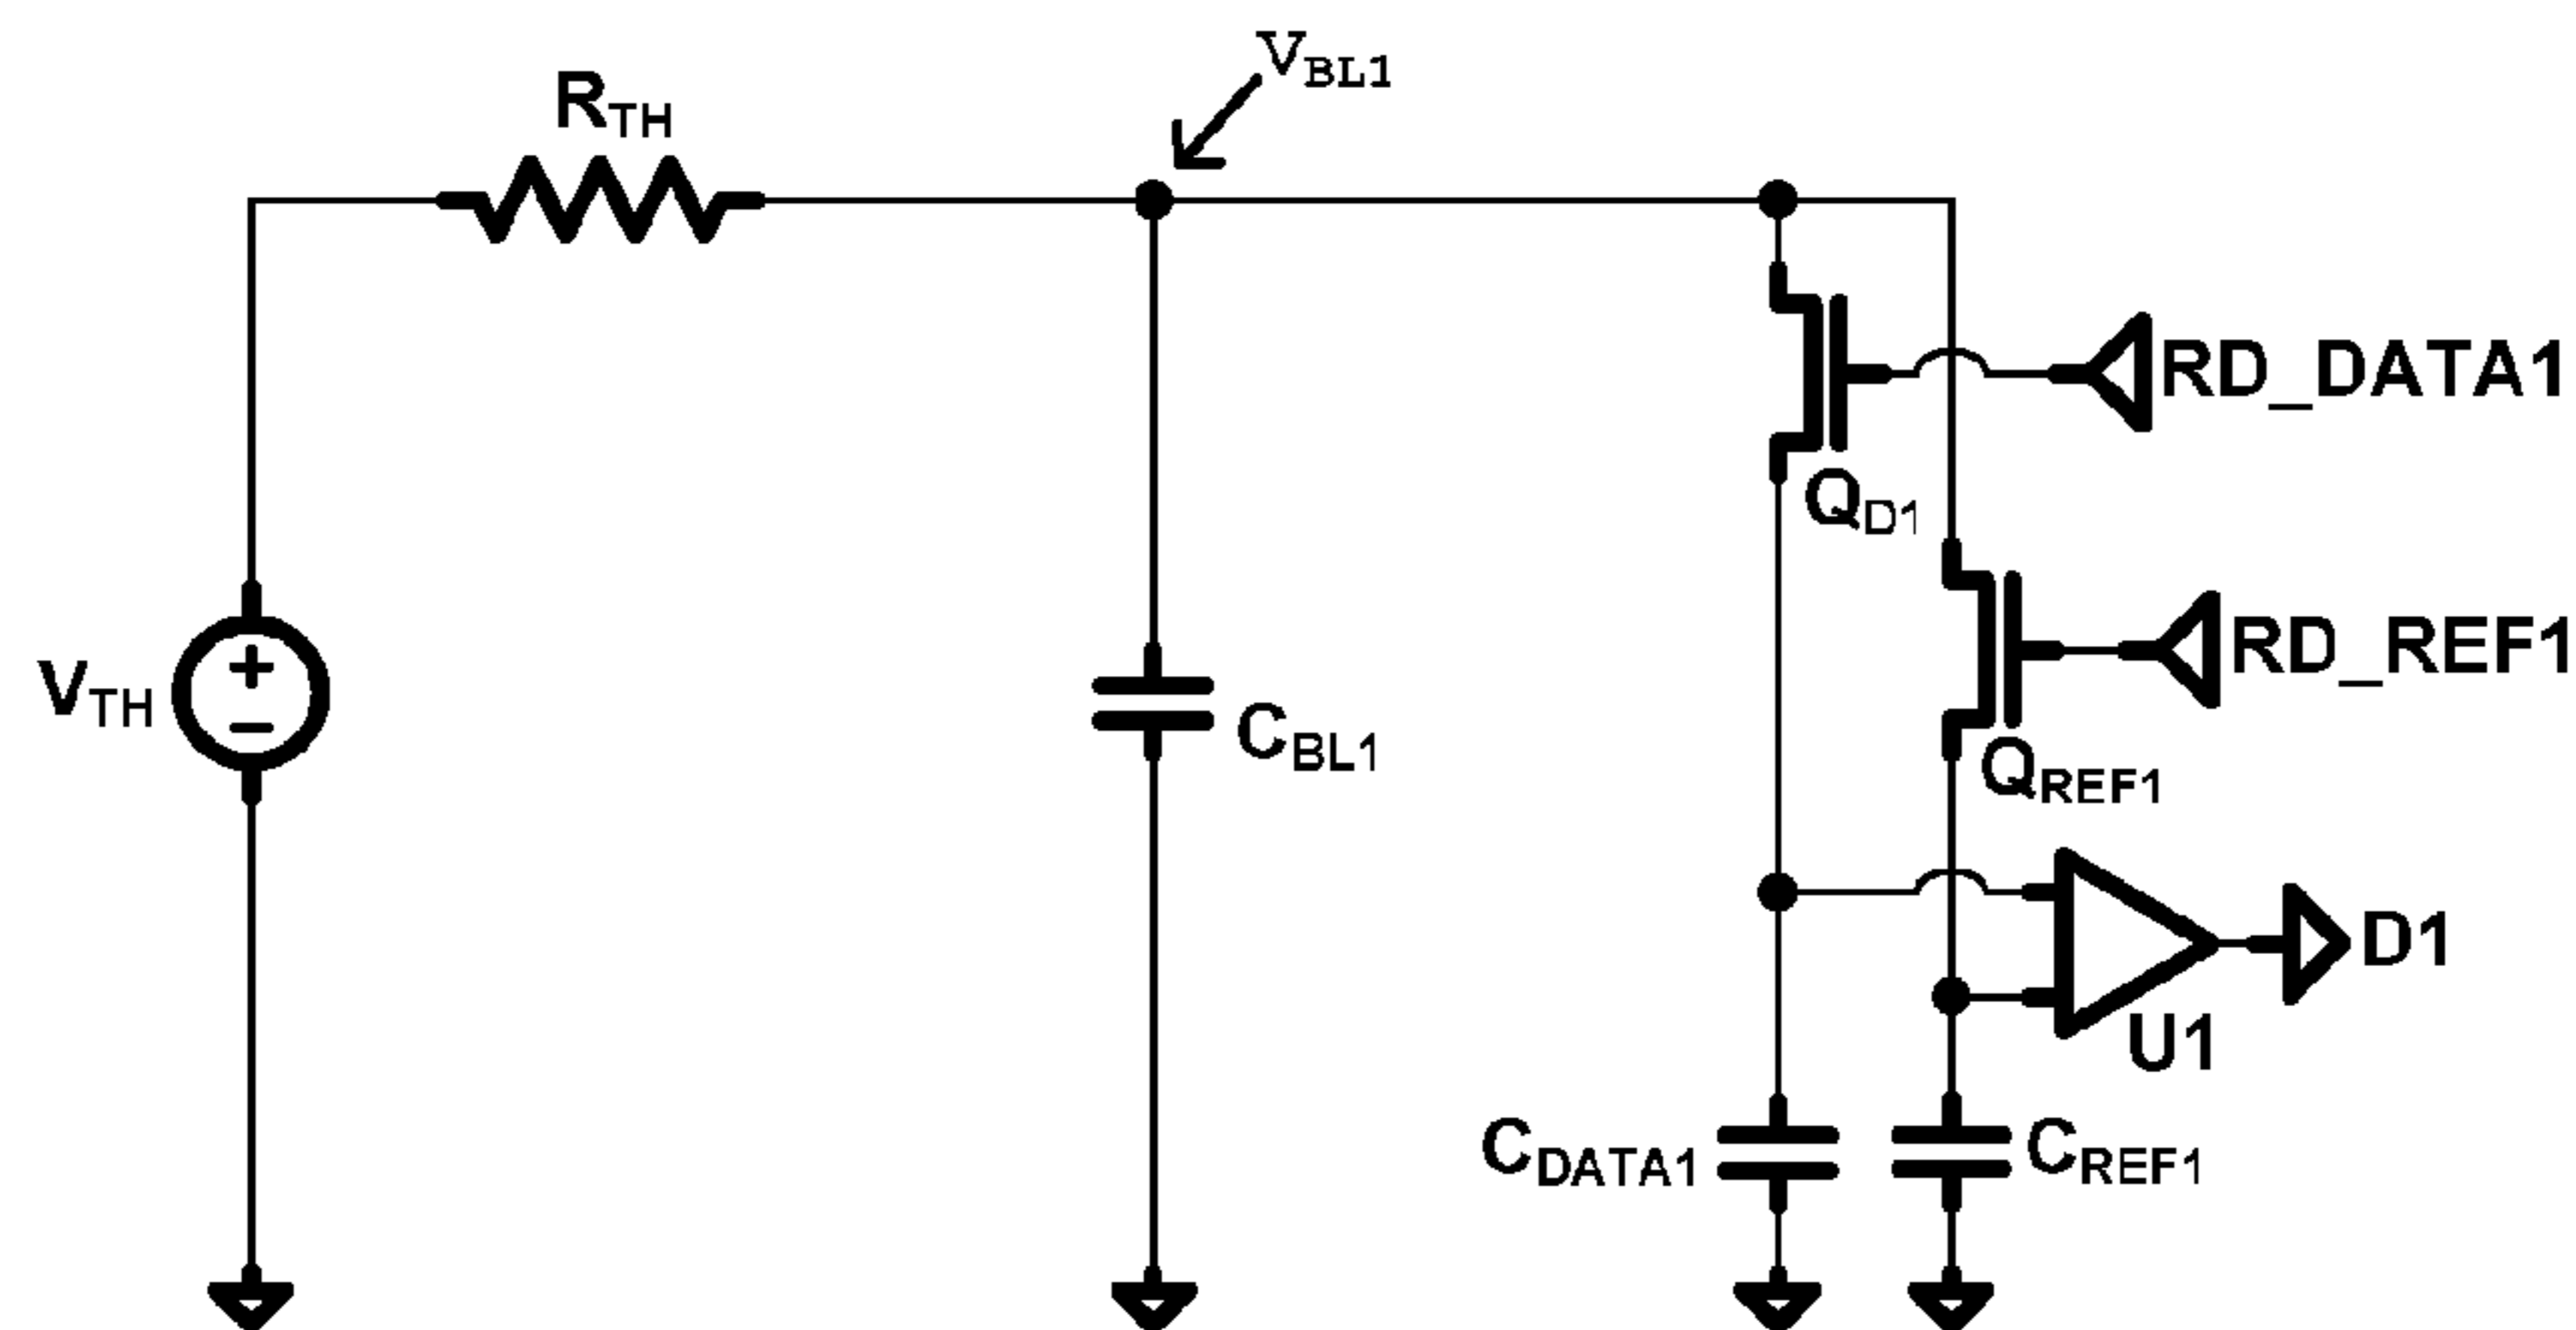 V_BL1
R_TH
RD_DATA1
Q_D1
RD_REF1
V_TH
+
−
C_BL1
Q_REF1
D1
U1
C_DATA1
C_REF1